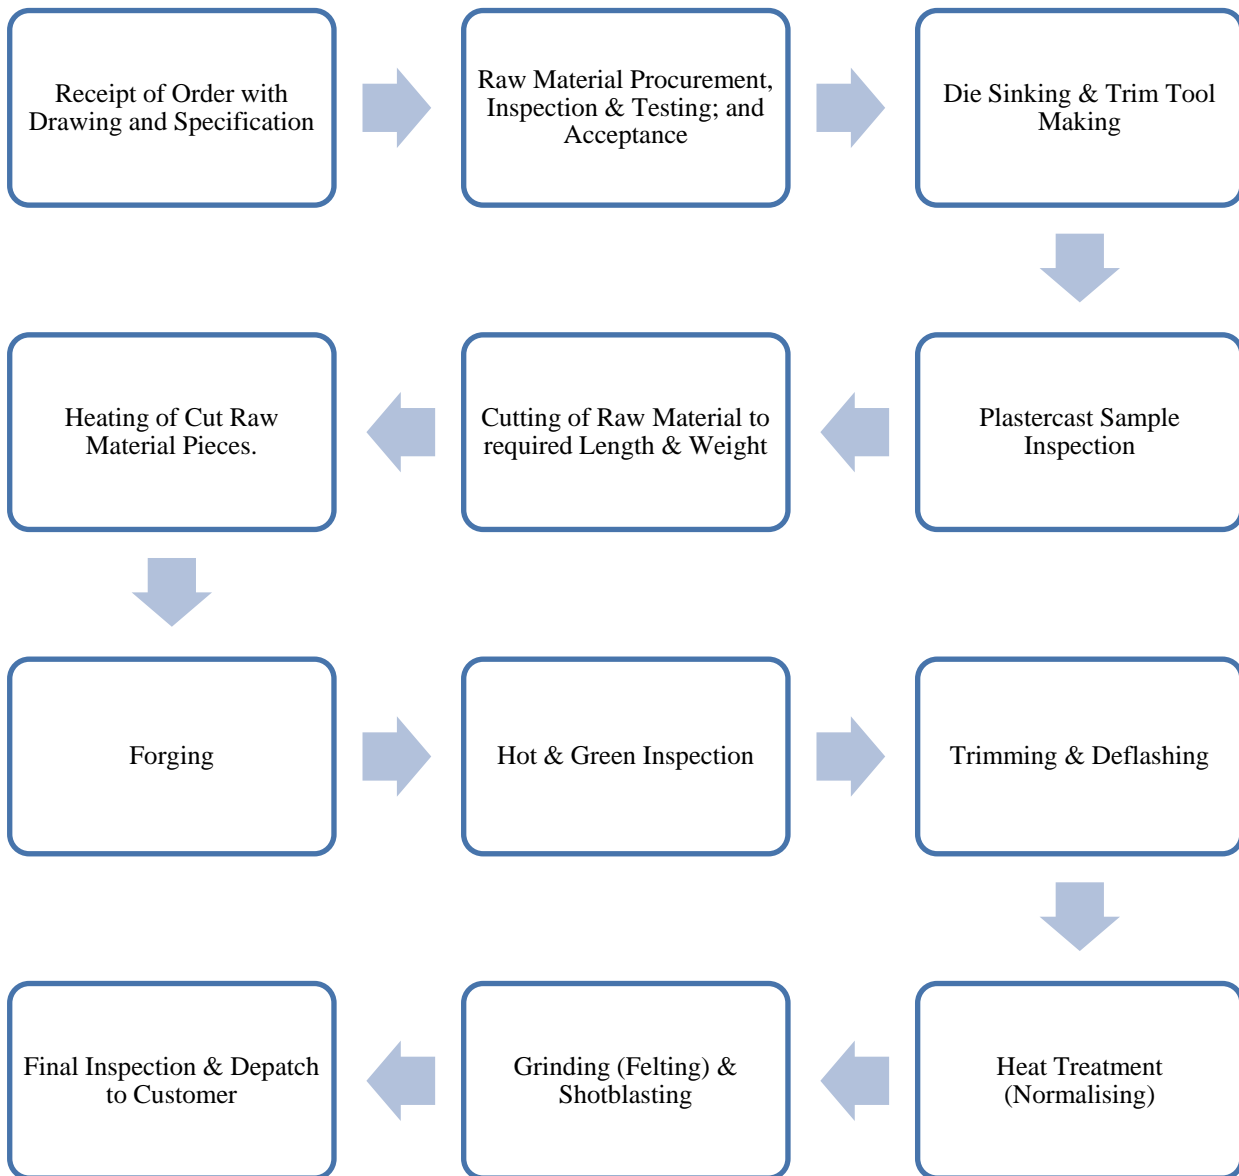 Receipt of Order with
Drawing and Specification
Raw Material Procurement,
Inspection & Testing; and
Acceptance
Die Sinking & Trim Tool
Making
Plastercast Sample
Inspection
Cutting of Raw Material to
required Length & Weight
Heating of Cut Raw
Material Pieces.
Forging
Hot & Green Inspection
Trimming & Deflashing
Heat Treatment
(Normalising)
Grinding (Felting) &
Shotblasting
Final Inspection & Depatch
to Customer